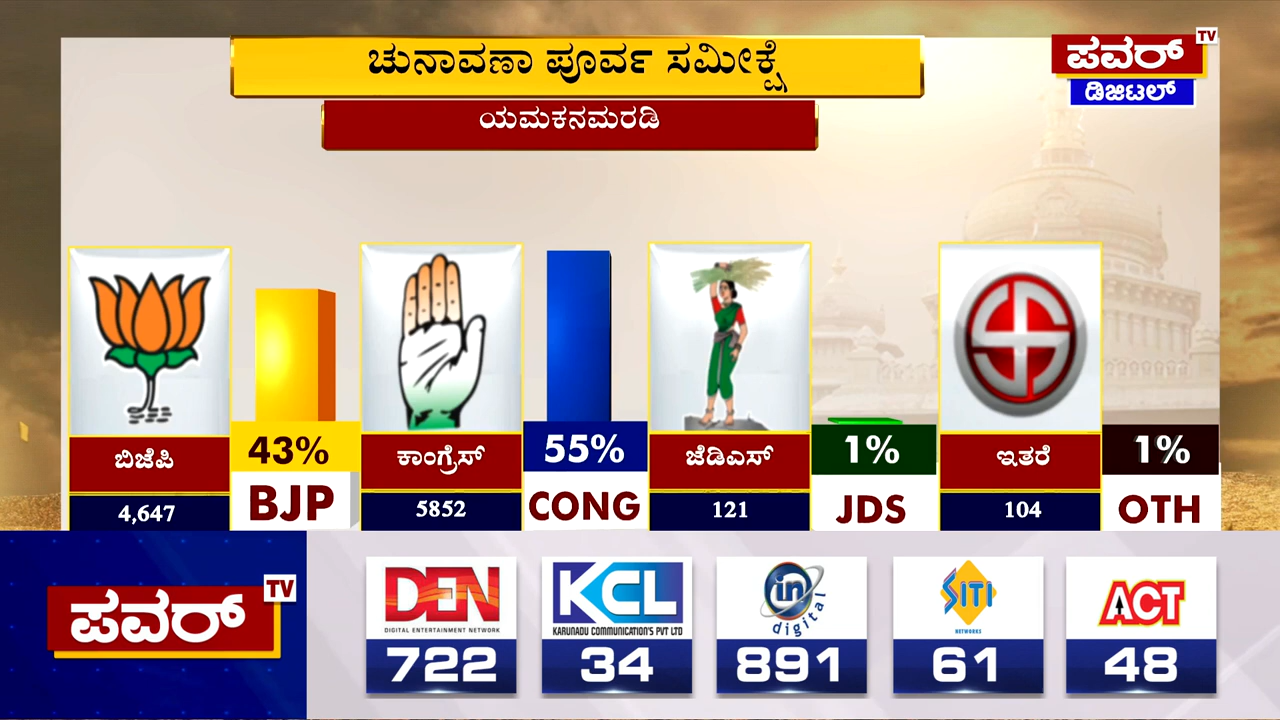 ಚುನಾವಣಾ ಪೂರ್ವ ಸಮೀಕ್ಷೆ
ಯಮಕನಮರಡಿ
ಪವರ್ TV
ಡಿಜಿಟಲ್
ಬಿಜೆಪಿ 43% ಕಾಂಗ್ರೆಸ್ 55% ಜೆಡಿಎಸ್ 1% ಇತರೆ 1%
4,647 BJP 5852 CONG 121 JDS 104 OTH
ಪವರ್ TV
DEN KCL in digital SITI ACT
DIGITAL ENTERTAINMENT NETWORK KARUNADU COMMUNICATION'S PVT LTD NETWORKS
722 34 891 61 48